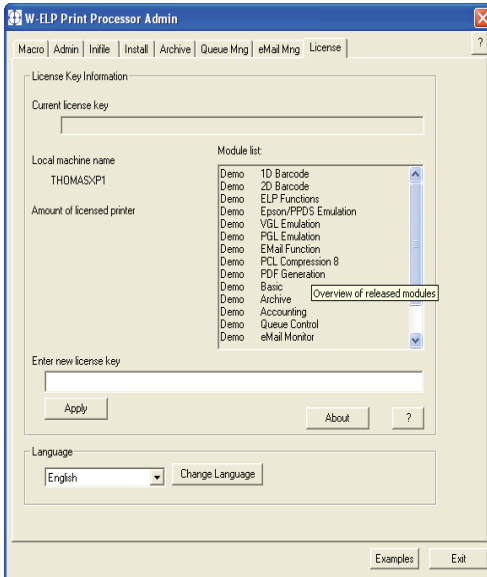 W-ELP Print Processor Admin
Macro Admin Inifile Install Archive Queue Mng eMail Mng License ?
License Key Information
Current license key
Local machine name
THOMASXP1
Amount of licensed printer
Module list:
Demo 1D Barcode
Demo 2D Barcode
Demo ELP Functions
Demo Epson/PPDS Emulation
Demo VGL Emulation
Demo PGL Emulation
Demo EMail Function
Demo PCL Compression 8
Demo PDF Generation
Demo Basic
Demo Archive
Demo Accounting
Demo Queue Control
Demo eMail Monitor
Overview of released modules
Enter new license key
Apply
About ?
Language
English Change Language
Examples Exit